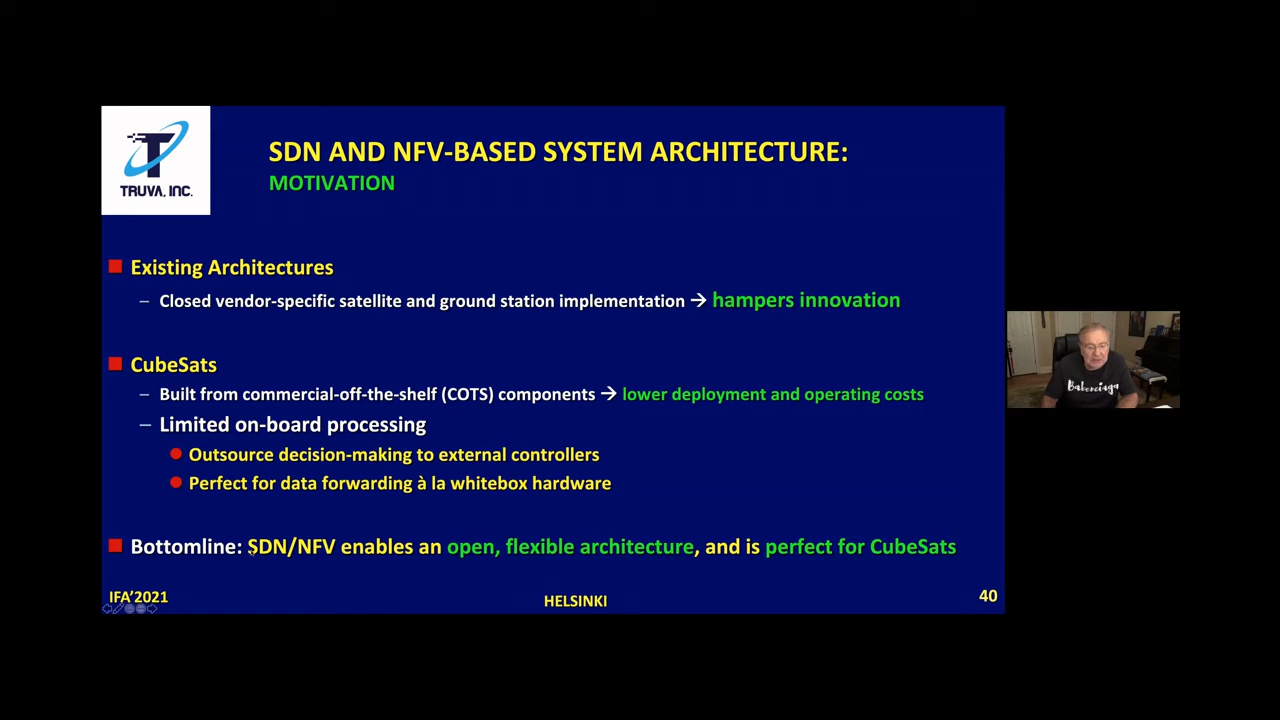 TRUVA, INC.
SDN AND NFV-BASED SYSTEM ARCHITECTURE:
MOTIVATION
Existing Architectures
– Closed vendor-specific satellite and ground station implementation → hampers innovation
CubeSats
– Built from commercial-off-the-shelf (COTS) components → lower deployment and operating costs
– Limited on-board processing
Outsource decision-making to external controllers
Perfect for data forwarding à la whitebox hardware
Bottomline: SDN/NFV enables an open, flexible architecture, and is perfect for CubeSats
IFA’2021
HELSINKI
40